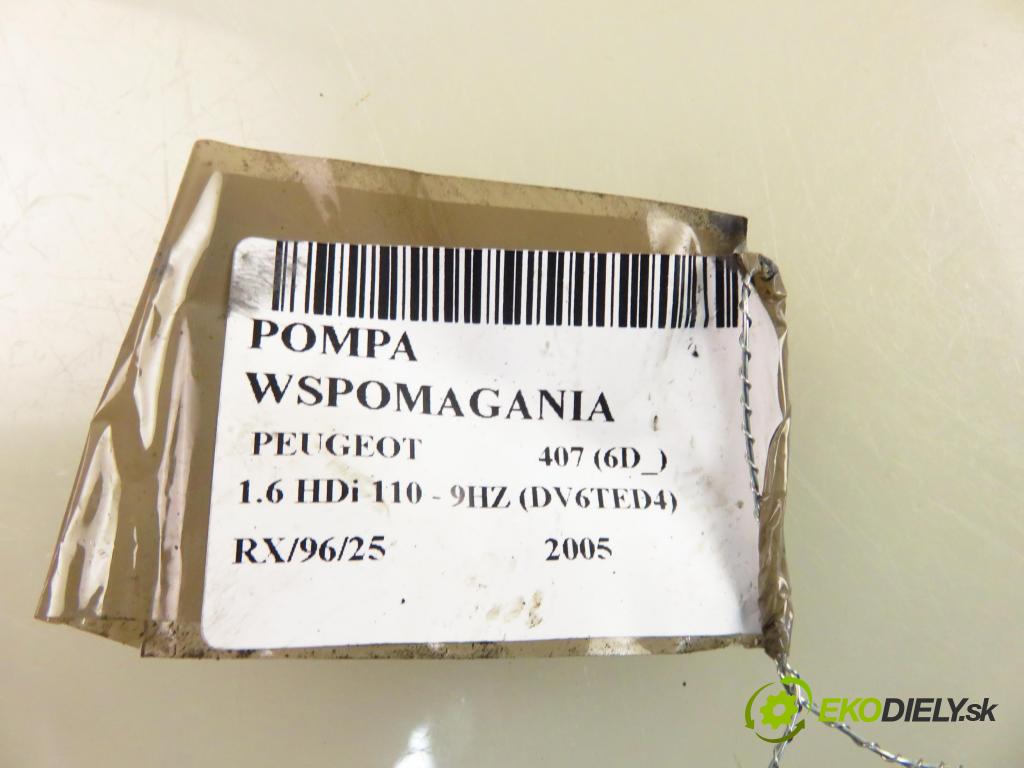 POMPA
WSPOMAGANIA
PEUGEOT 407 (6D_)
1.6 HDi 110 - 9HZ (DV6TED4)
RX/96/25 2005
EKODIELY.sk